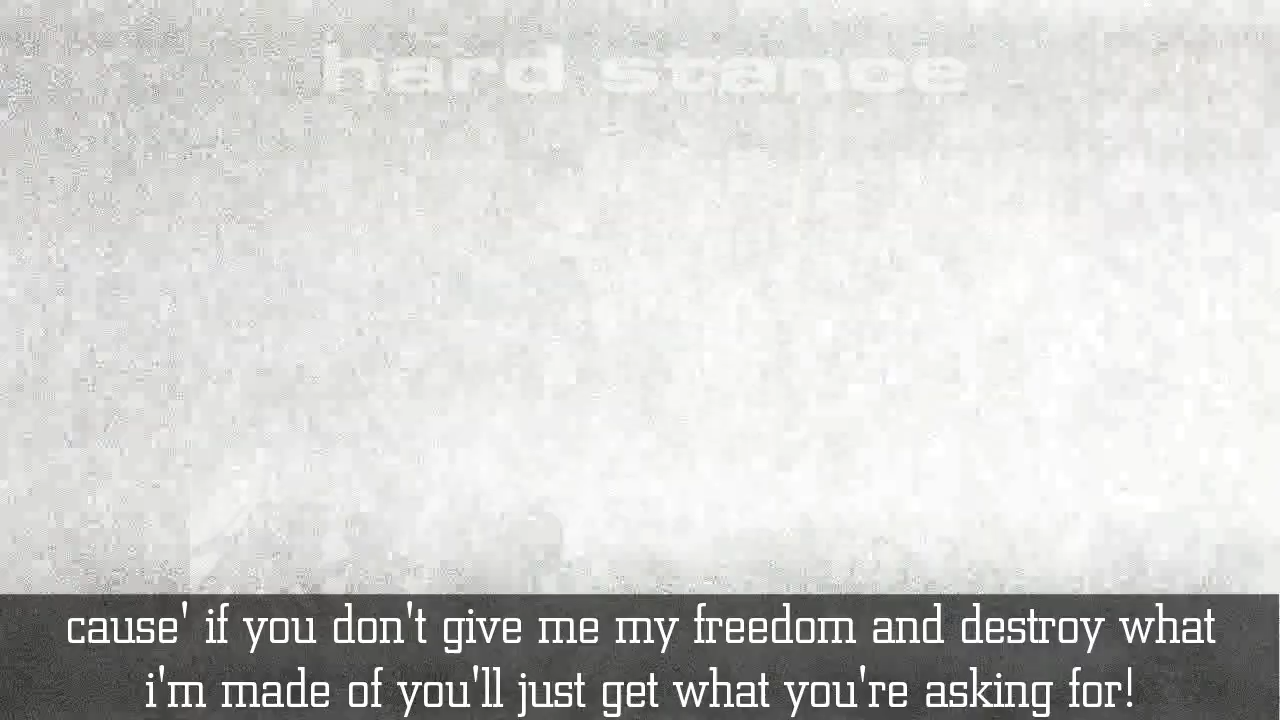 hard stance
cause' if you don't give me my freedom and destroy what
i'm made of you'll just get what you're asking for!